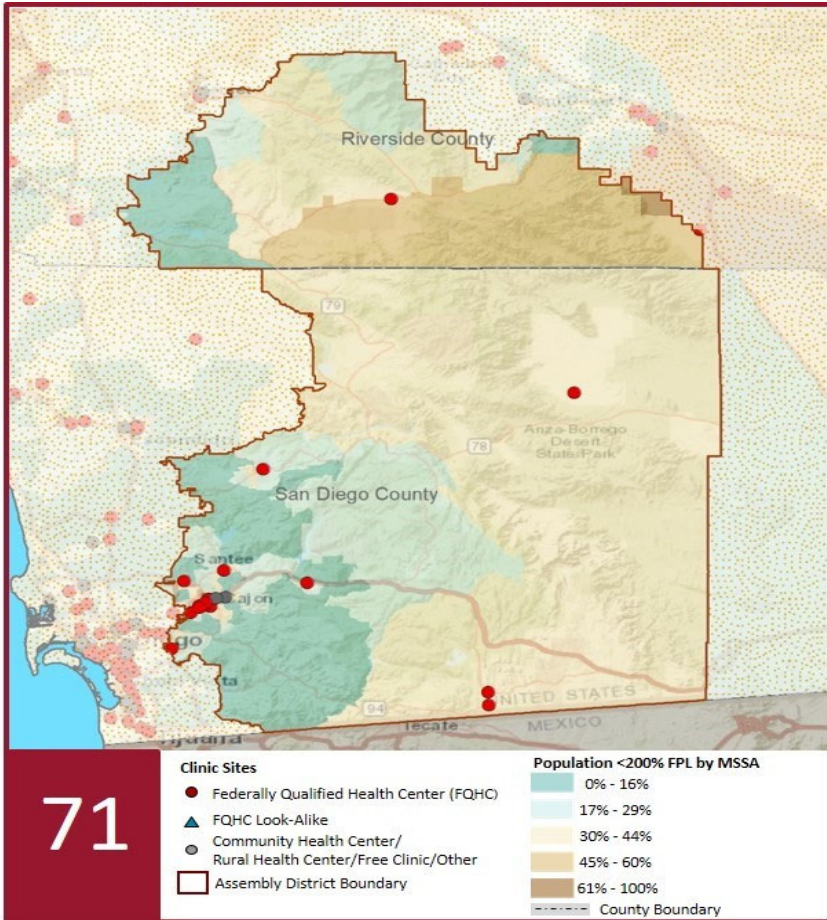 Riverside County
79
Anza-Borrego
Desert
State Park
78
San Diego County
Santee
ajon
go
ta
94
UNITED STATES
Tecate
MEXICO
71
Clinic Sites
Federally Qualified Health Center (FQHC)
FQHC Look-Alike
Community Health Center/
Rural Health Center/Free Clinic/Other
Assembly District Boundary
Population <200% FPL by MSSA
0% - 16%
17% - 29%
30% - 44%
45% - 60%
61% - 100%
County Boundary